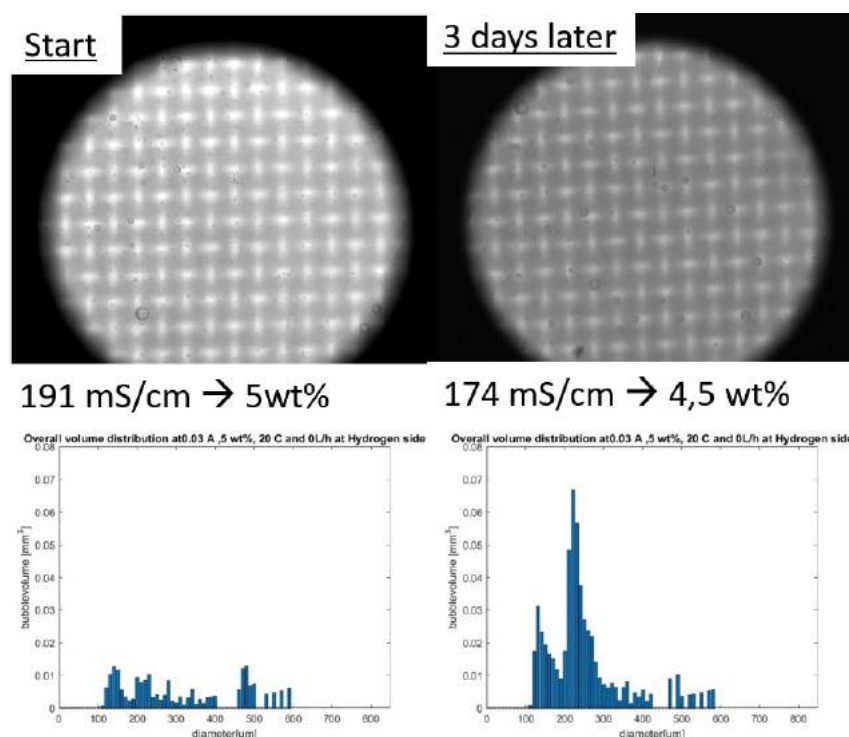 Start
3 days later
191 mS/cm → 5wt%
174 mS/cm → 4,5 wt%
Overall volume distribution at0.03 A ,5 wt%, 20 C and 0L/h at Hydrogen side
0.08
0.07
0.06
0.05
0.04
0.03
0.02
0.01
0
bubblevolume [mm³]
0 100 200 300 400 500 600 700 800
diameter[um]
Overall volume distribution at0.03 A ,5 wt%, 20 C and 0L/h at Hydrogen side
0.08
0.07
0.06
0.05
0.04
0.03
0.02
0.01
0
bubblevolume [mm³]
0 100 200 300 400 500 600 700 800
diameter[um]